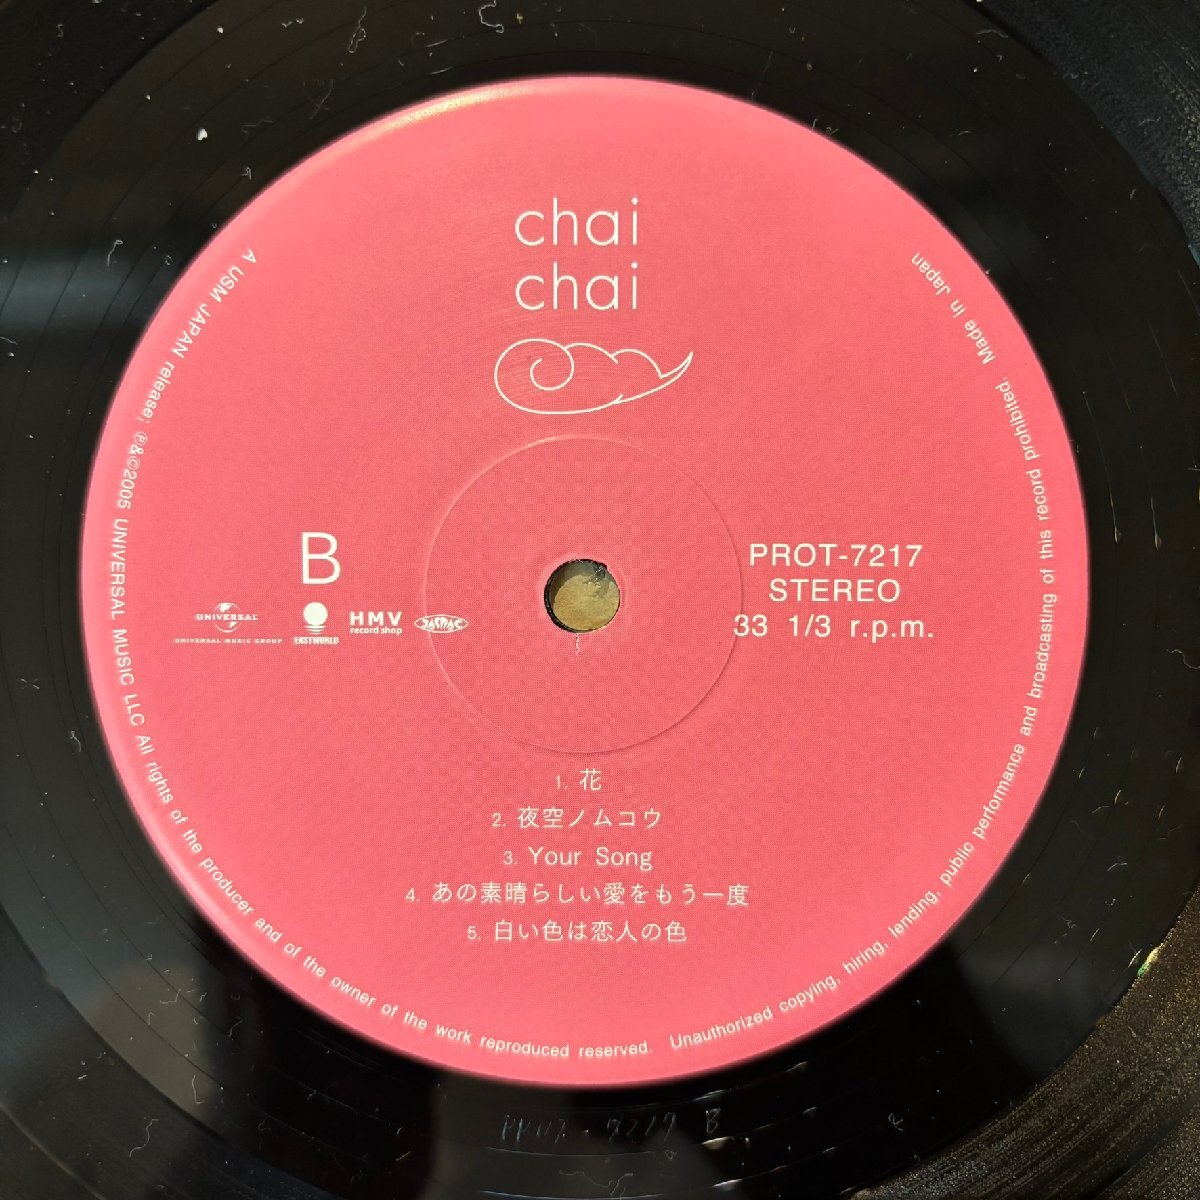 chai
chai
B
UNIVERSAL
UNIVERSAL MUSIC GROUP
EASTWORLD
HMV
record shop
JASRAC
PROT-7217
STEREO
33 1/3 r.p.m.
1. 花
2. 夜空ノムコウ
3. Your Song
4. あの素晴らしい愛をもう一度
5. 白い色は恋人の色
A USM JAPAN release; ℗&©2005 UNIVERSAL MUSIC LLC All rights of the producer and of the owner of the work reproduced reserved. Unauthorized copying, hiring, lending, public performance and broadcasting of this record prohibited. Made in Japan
PROT-7217 B